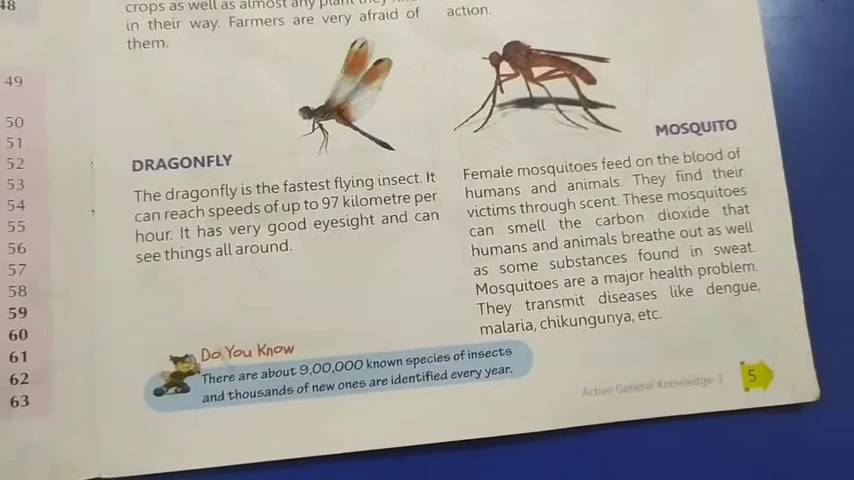 48
49
50
51
52
53
54
55
56
57
58
59
60
61
62
63
crops as well as almost any plant they
in their way. Farmers are very afraid of
them.
DRAGONFLY
The dragonfly is the fastest flying insect. It
can reach speeds of up to 97 kilometre per
hour. It has very good eyesight and can
see things all around.
action.
MOSQUITO
Female mosquitoes feed on the blood of
humans and animals. They find their
victims through scent. These mosquitoes
can smell the carbon dioxide that
humans and animals breathe out as well
as some substances found in sweat.
Mosquitoes are a major health problem.
They transmit diseases like dengue,
malaria, chikungunya, etc.
Do You Know
There are about 9,00,000 known species of insects
and thousands of new ones are identified every year.
Active General Knowledge-3
5